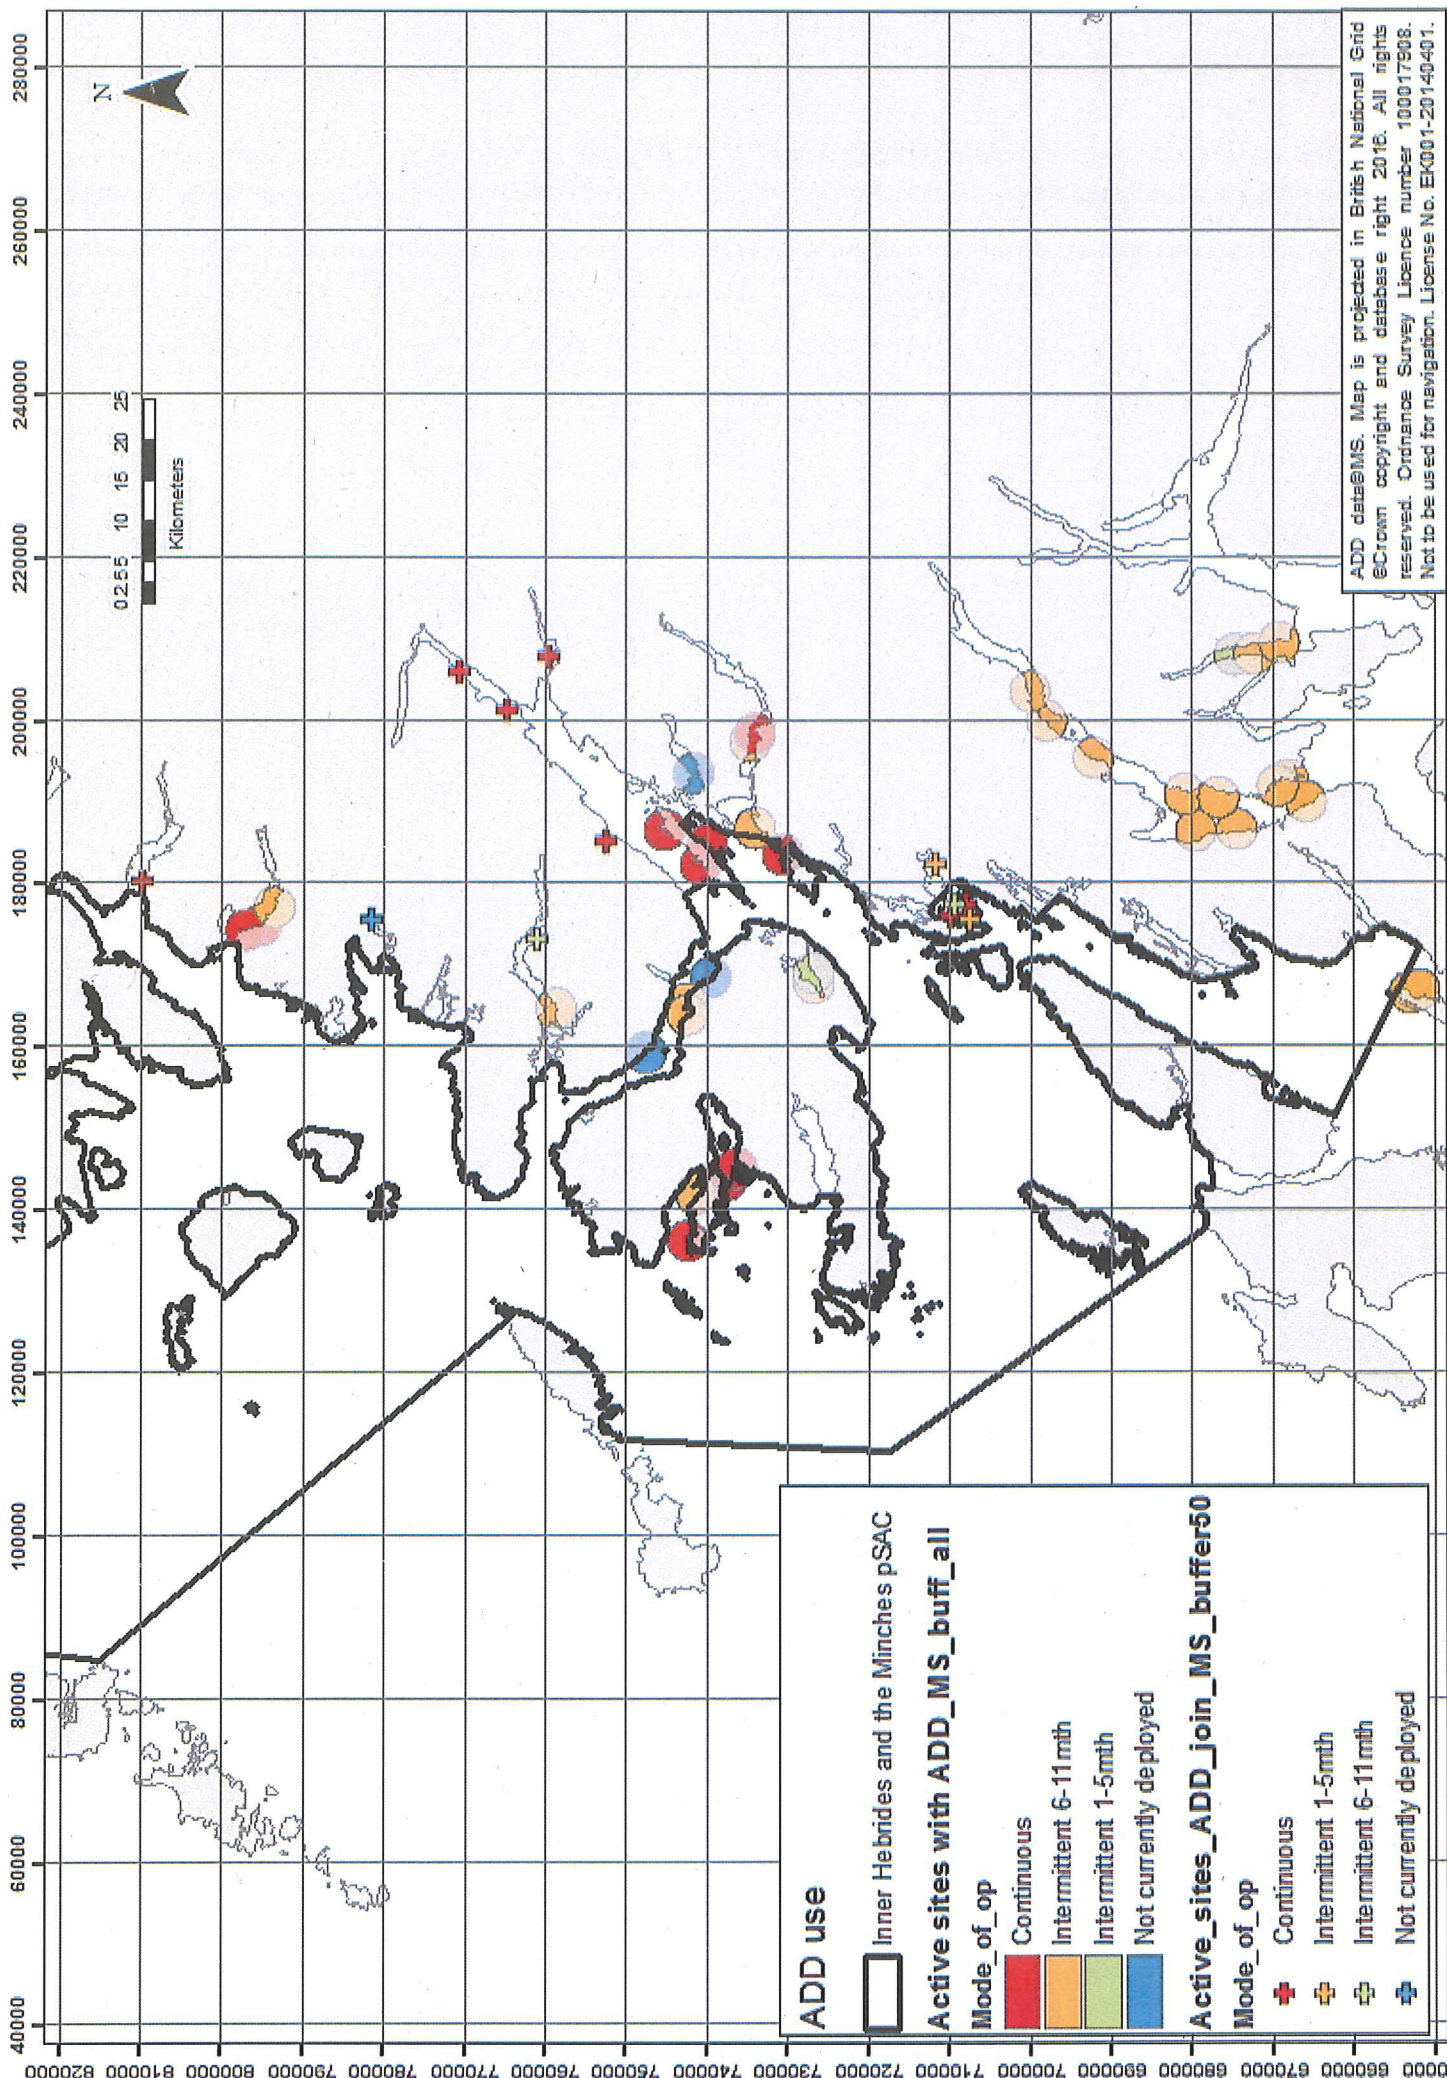 40000
60000
80000
100000
120000
140000
160000
180000
200000
220000
240000
260000
280000
820000
810000
800000
790000
780000
770000
760000
750000
740000
730000
720000
710000
700000
690000
680000
670000
660000
N
0 2.5 5 10 15 20 25
Kilometers
ADD use
Inner Hebrides and the Minches pSAC
Active sites with ADD_MS_buff_all
Mode_of_op
Continuous
Intermittent 6-11mth
Intermittent 1-5mth
Not currently deployed
Active_sites_ADD_join_MS_buffer50
Mode_of_op
Continuous
Intermittent 1-5mth
Intermittent 6-11mth
Not currently deployed
ADD data©MS. Map is projected in British National Grid
©Crown copyright and database right 2016. All rights
reserved. Ordnance Survey Licence number 100017908.
Not to be used for navigation. License No. EK001-20140401.